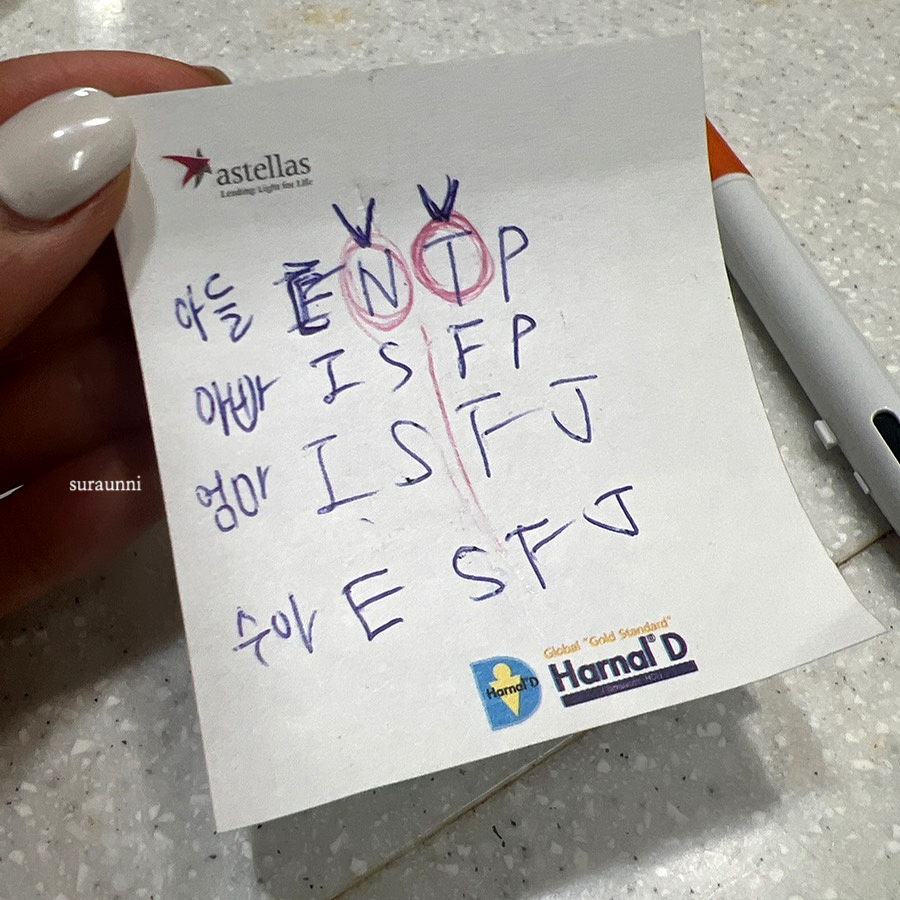 astellas
Leading Light for Life
V V
아들 ENTP
아빠 ISFP
엄마 ISFJ
수아 ESFJ
suraunni
Global "Gold Standard"
Harnal® D
Harnal® D